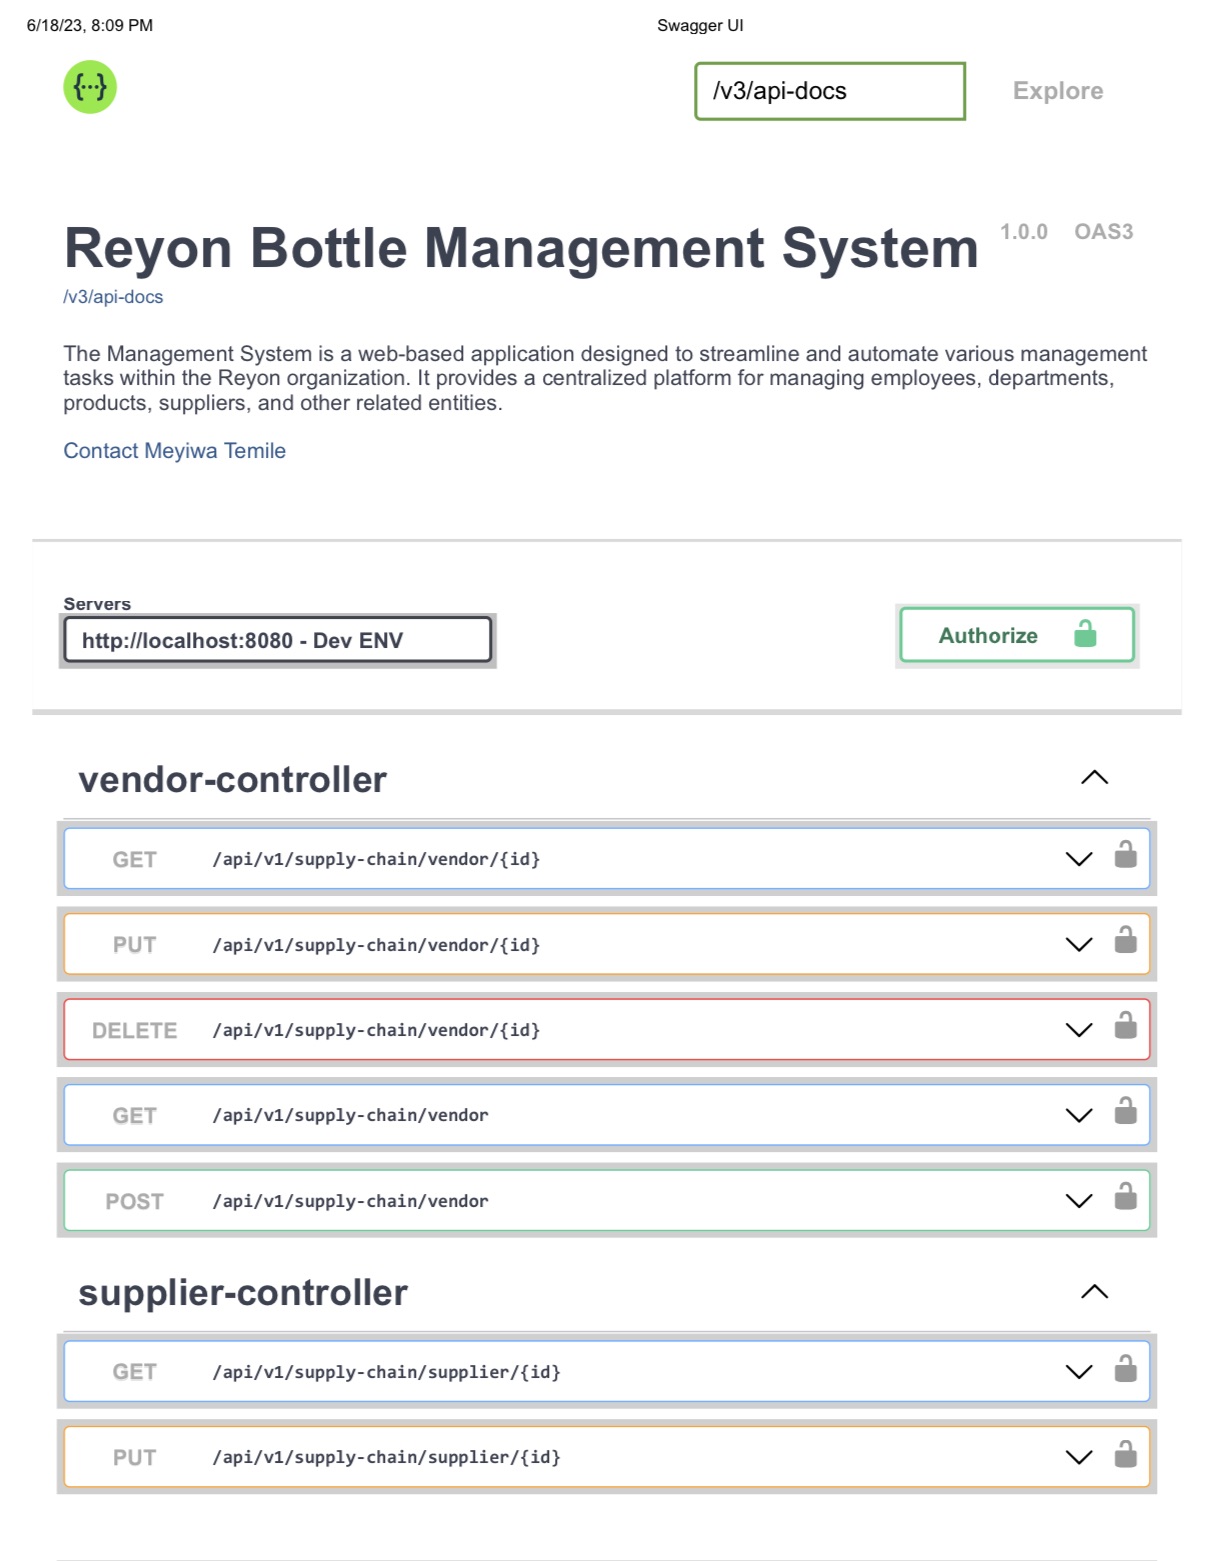 6/18/23, 8:09 PM
Swagger UI
{···}
/v3/api-docs
Explore
Reyon Bottle Management System 1.0.0 OAS3
/v3/api-docs
The Management System is a web-based application designed to streamline and automate various management
tasks within the Reyon organization. It provides a centralized platform for managing employees, departments,
products, suppliers, and other related entities.
Contact Meyiwa Temile
Servers
http://localhost:8080 - Dev ENV
Authorize
vendor-controller
GET /api/v1/supply-chain/vendor/{id}
PUT /api/v1/supply-chain/vendor/{id}
DELETE /api/v1/supply-chain/vendor/{id}
GET /api/v1/supply-chain/vendor
POST /api/v1/supply-chain/vendor
supplier-controller
GET /api/v1/supply-chain/supplier/{id}
PUT /api/v1/supply-chain/supplier/{id}